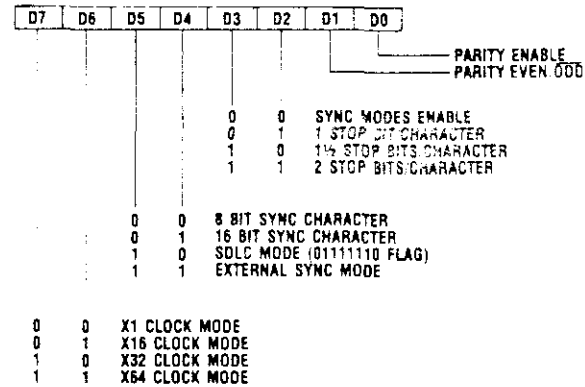 D7 D6 D5 D4 D3 D2 D1 D0
PARITY ENABLE
PARITY EVEN/ODD
0 0 SYNC MODES ENABLE
0 1 1 STOP BIT/CHARACTER
1 0 1½ STOP BITS/CHARACTER
1 1 2 STOP BITS/CHARACTER
0 0 8 BIT SYNC CHARACTER
0 1 16 BIT SYNC CHARACTER
1 0 SDLC MODE (01111110 FLAG)
1 1 EXTERNAL SYNC MODE
0 0 X1 CLOCK MODE
0 1 X16 CLOCK MODE
1 0 X32 CLOCK MODE
1 1 X64 CLOCK MODE